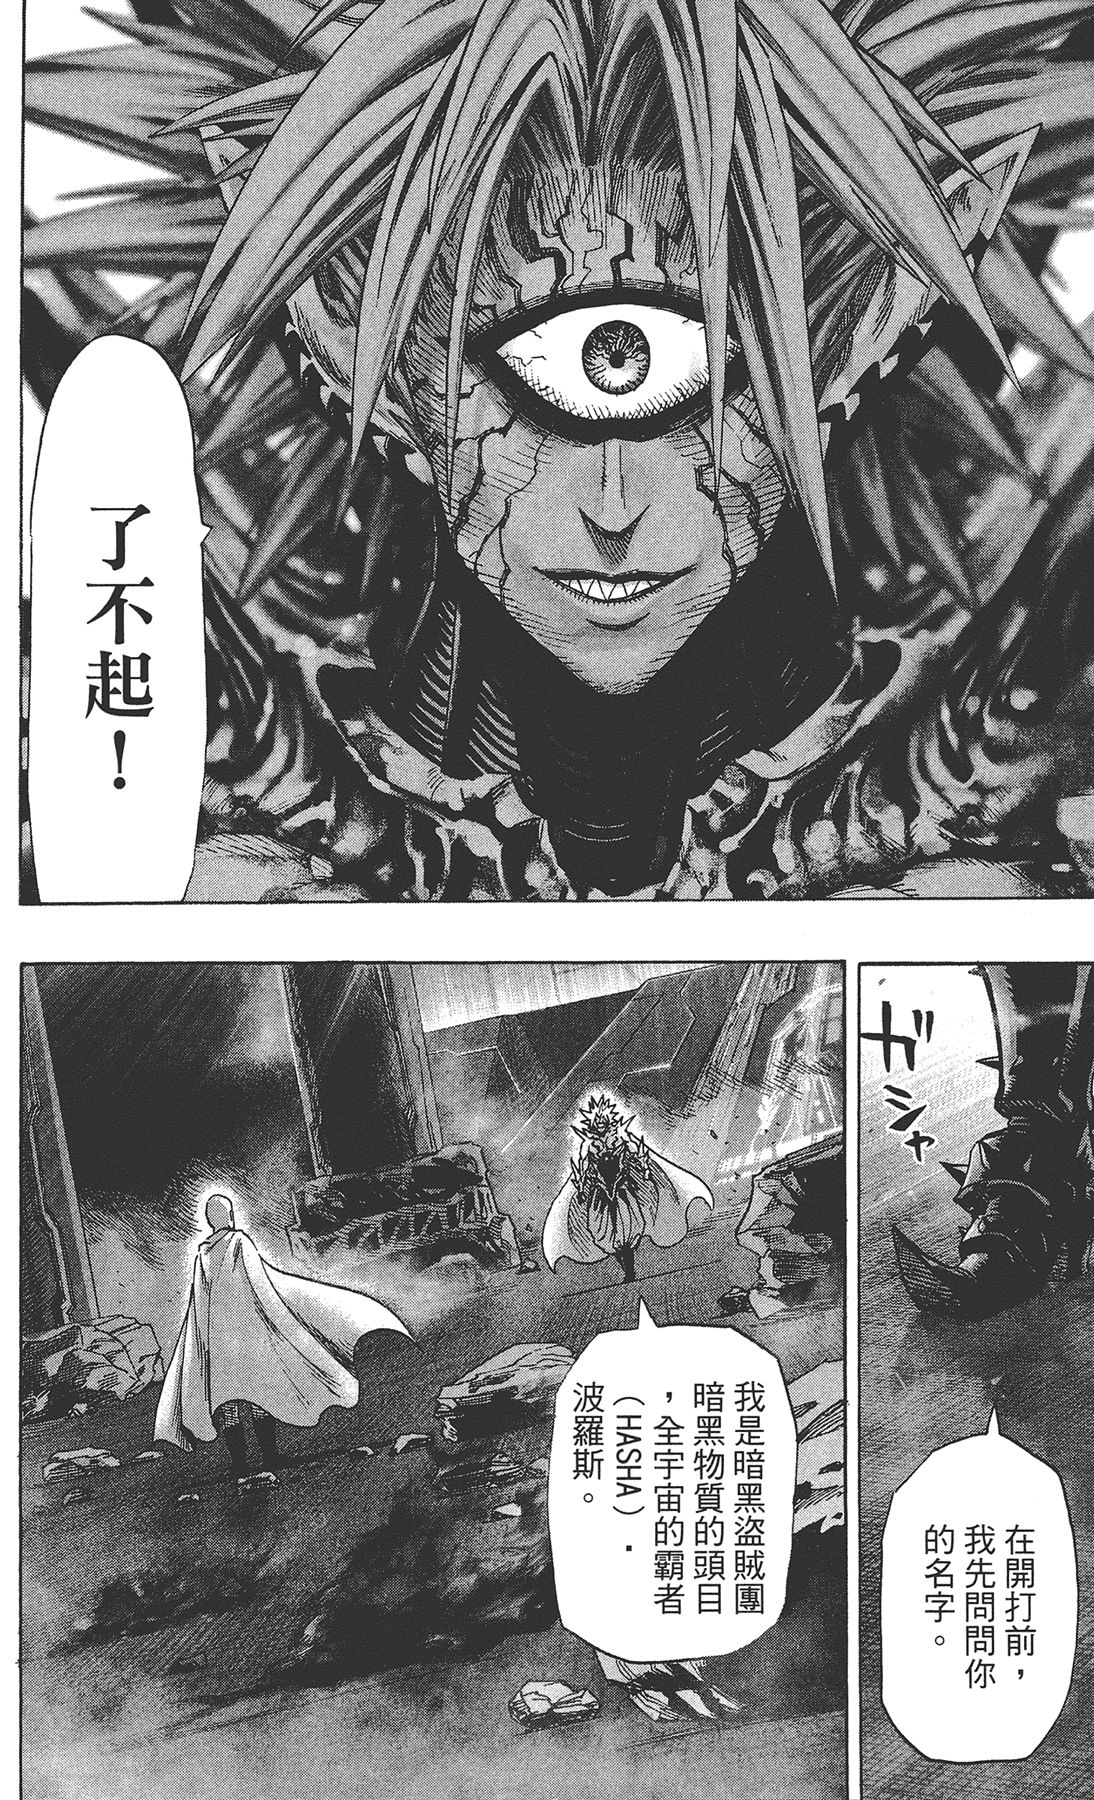 了不起！
ガシャ
在開打前，
我先問問你
的名字。
我是暗黑盜賊團
暗黑物質的頭目
，全宇宙的霸者
（HASHA）．
波羅斯。